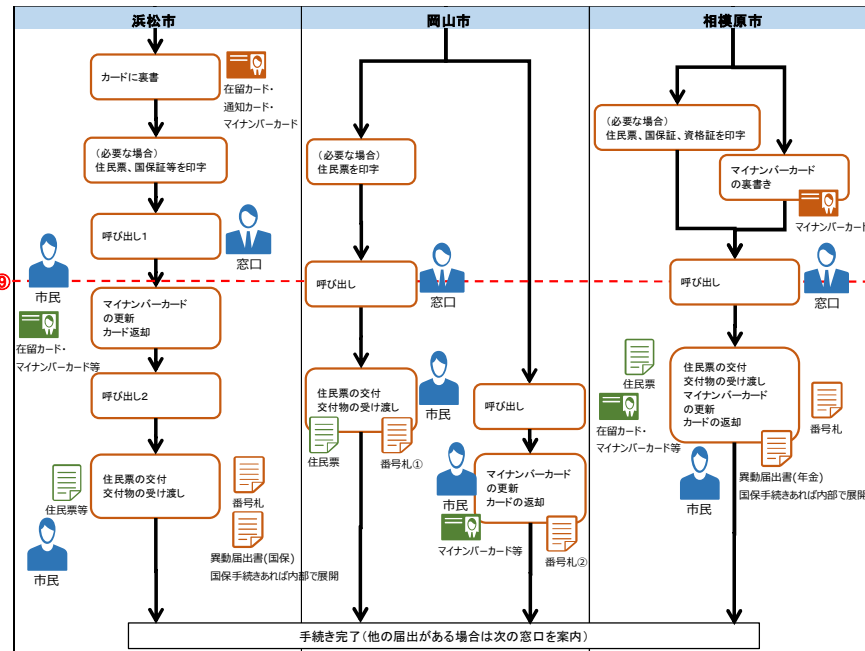 浜松市
岡山市
相模原市
カードに裏書
在留カード・
通知カード・
マイナンバーカード
(必要な場合)
住民票、国保証等を印字
呼び出し1
窓口
市民
マイナンバーカード
の更新
カード返却
在留カード・
マイナンバーカード等
呼び出し2
住民票の交付
交付物の受け渡し
住民票等
番号札
異動届出書(国保)
国保手続きあれば内部で展開
市民
(必要な場合)
住民票を印字
呼び出し
窓口
住民票の交付
交付物の受け渡し
市民
住民票
番号札①
呼び出し
マイナンバーカード
の更新
カードの返却
市民
マイナンバーカード等
番号札②
(必要な場合)
住民票、国保証、資格証を印字
マイナンバーカード
の裏書き
マイナンバーカード
呼び出し
窓口
住民票の交付
交付物の受け渡し
マイナンバーカード
の更新
カードの返却
住民票
在留カード・
マイナンバーカード等
番号札
市民
異動届出書(年金)
国保手続きあれば内部で展開
手続き完了(他の届出がある場合は次の窓口を案内)